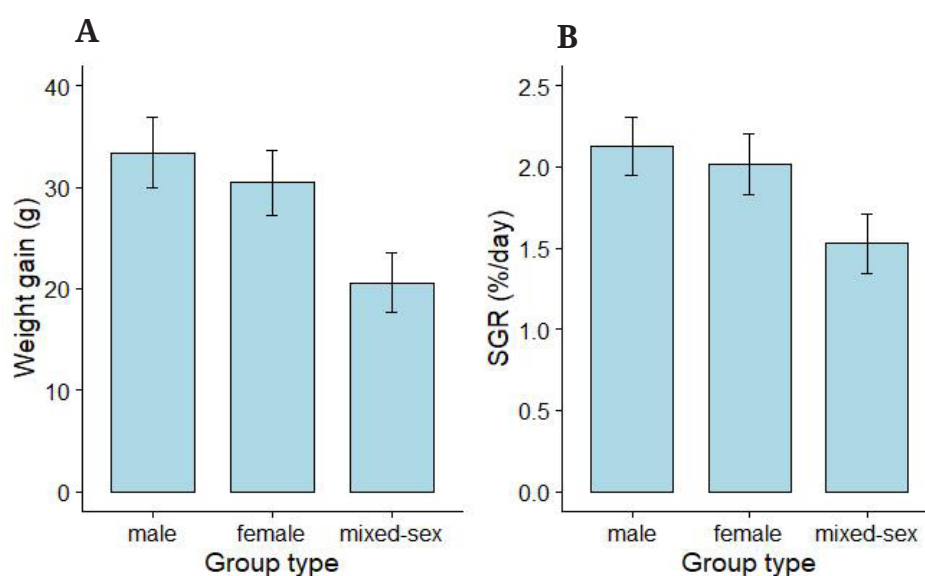 A
Weight gain (g)
40
30
20
10
0
male female mixed-sex
Group type
B
SGR (%/day)
2.5
2.0
1.5
1.0
0.5
0.0
male female mixed-sex
Group type